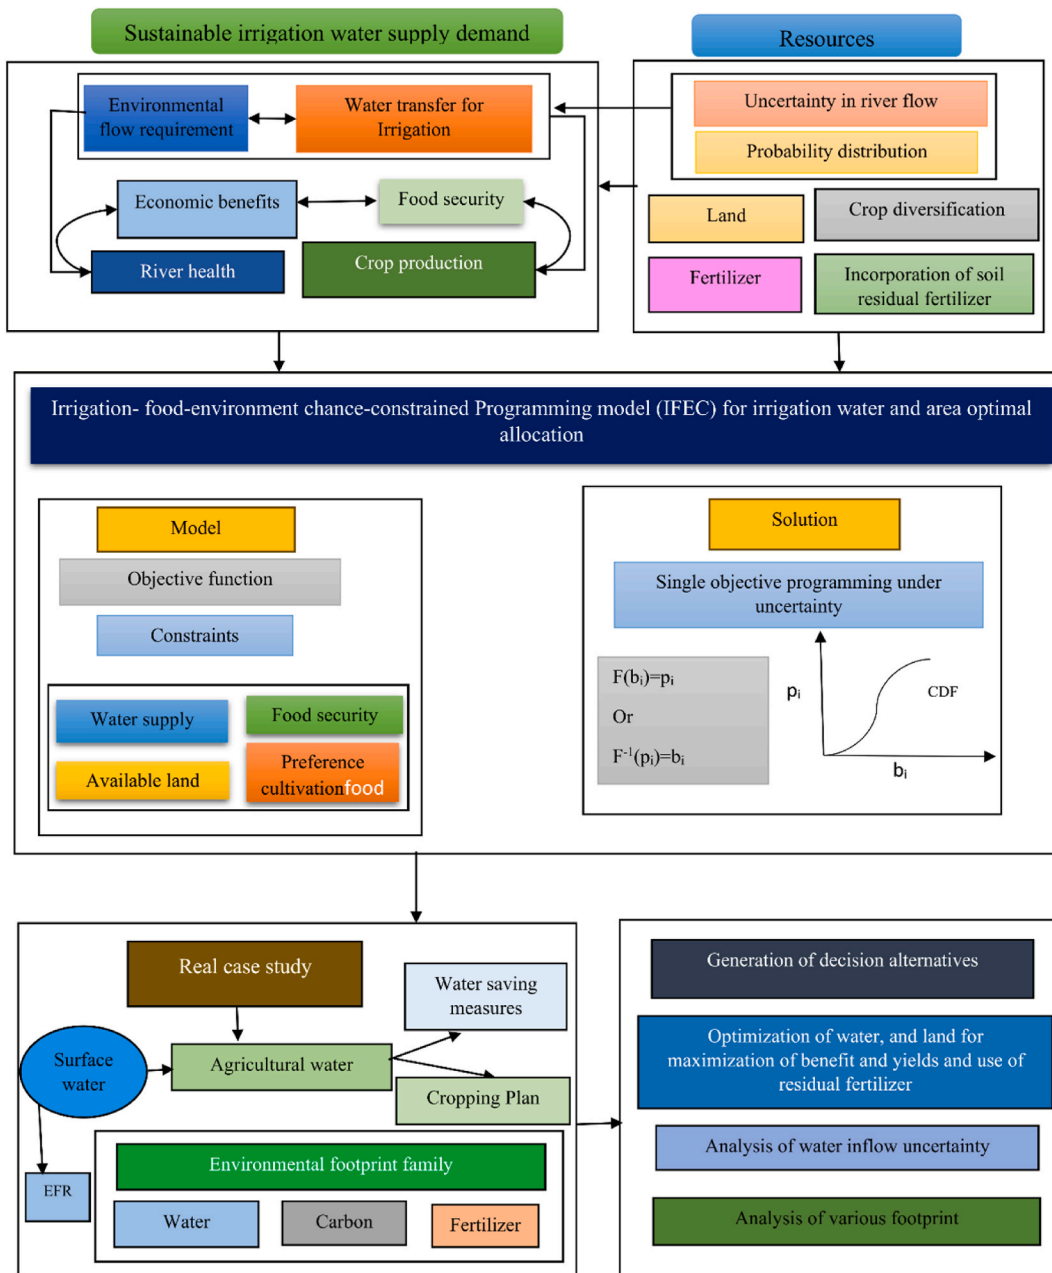 Sustainable irrigation water supply demand
Resources
Environmental
flow requirement
Water transfer for
Irrigation
Economic benefits
Food security
River health
Crop production
Uncertainty in river flow
Probability distribution
Land
Crop diversification
Fertilizer
Incorporation of soil
residual fertilizer
Irrigation- food-environment chance-constrained Programming model (IFEC) for irrigation water and area optimal
allocation
Model
Objective function
Constraints
Water supply
Food security
Available land
Preference
cultivationfood
Solution
Single objective programming under
uncertainty
F(bᵢ)=pᵢ
Or
F⁻¹(pᵢ)=bᵢ
pᵢ
CDF
bᵢ
Real case study
Water saving
measures
Surface
water
Agricultural water
Cropping Plan
EFR
Environmental footprint family
Water
Carbon
Fertilizer
Generation of decision alternatives
Optimization of water, and land for
maximization of benefit and yields and use of
residual fertilizer
Analysis of water inflow uncertainty
Analysis of various footprint